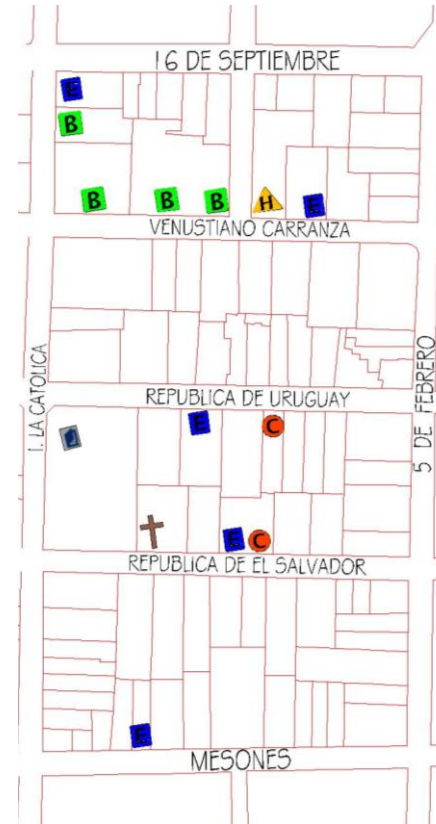 16 DE SEPTIEMBRE
E
B
B
B
B
H
E
VENUSTIANO CARRANZA
I. LA CATOLICA
5 DE FEBRERO
REPUBLICA DE URUGUAY
E
C
E
C
REPUBLICA DE EL SALVADOR
E
MESONES